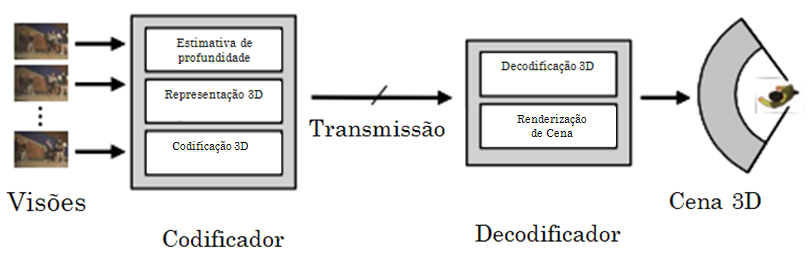 Estimativa de
profundidade
Representação 3D
Codificação 3D
Visões
Codificador
Transmissão
Decodificação 3D
Renderização
de Cena
Decodificador
Cena 3D